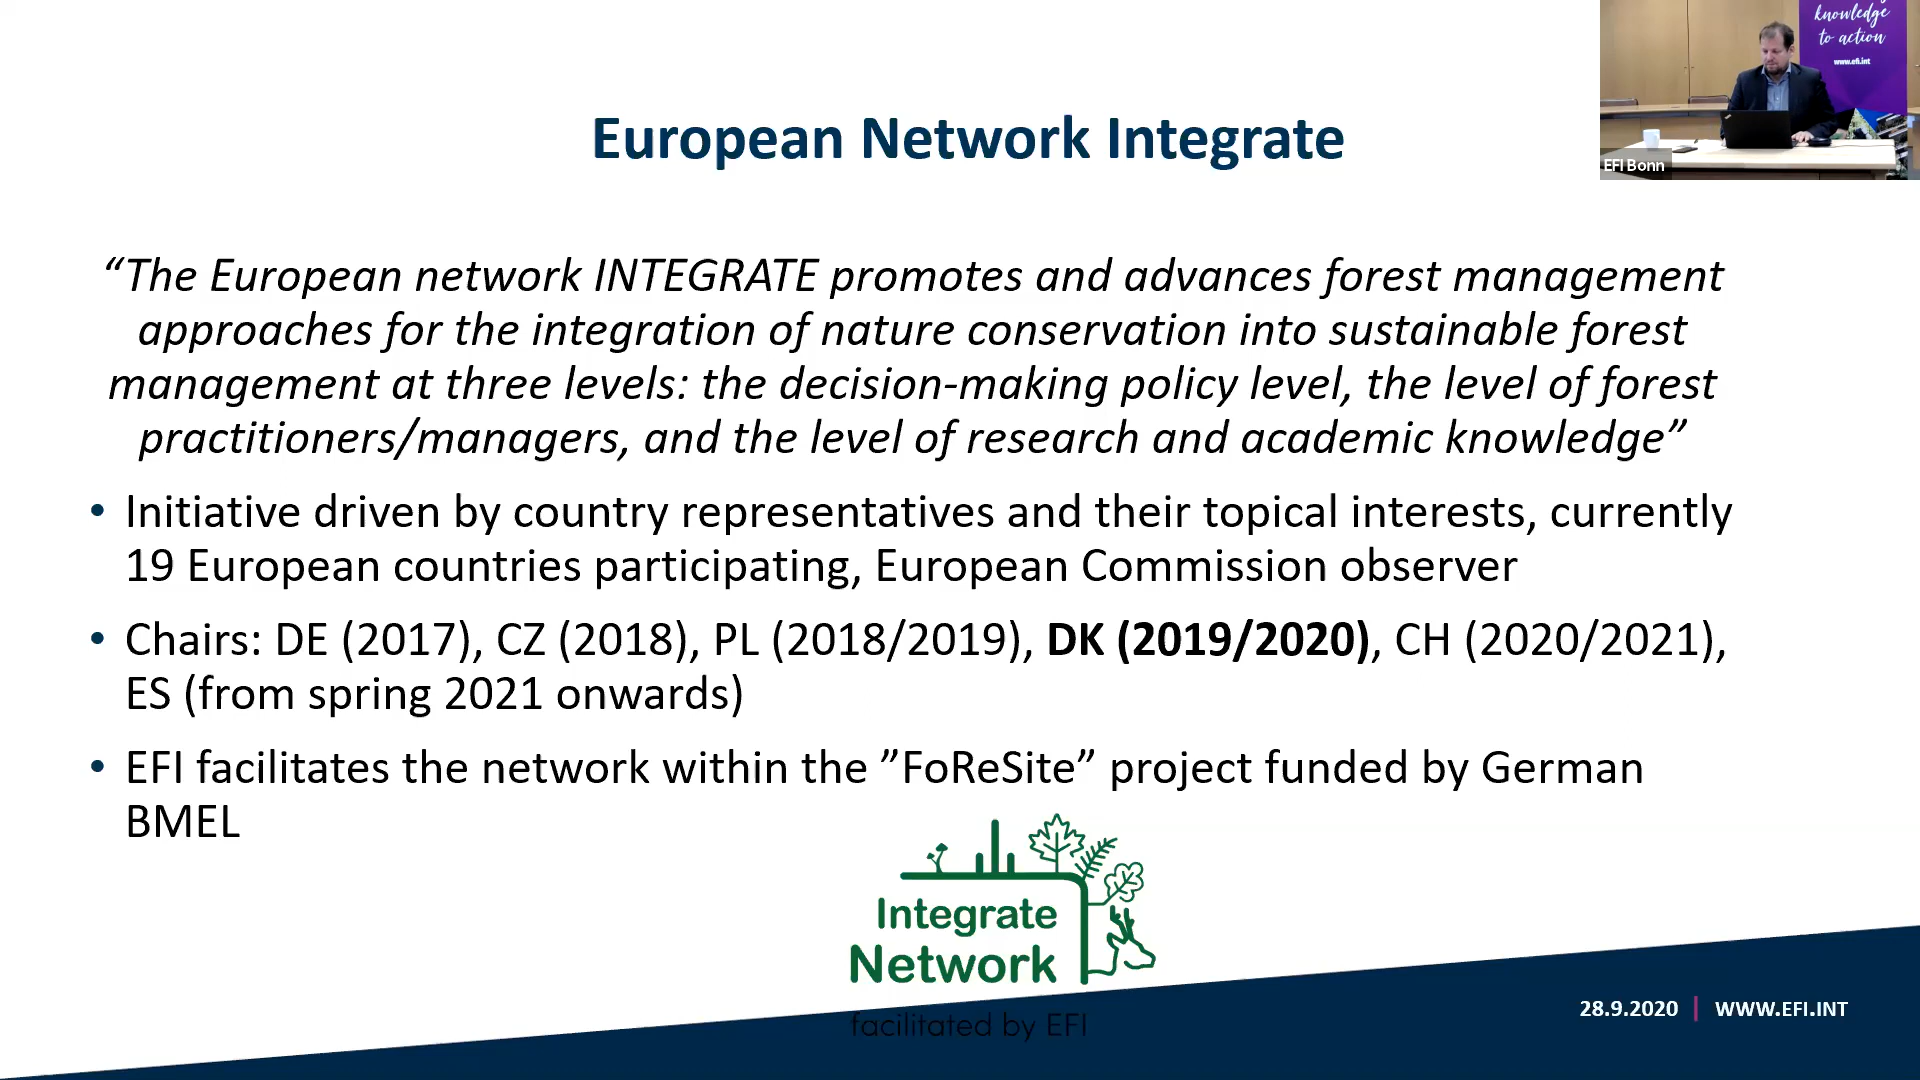 knowledge
to action
www.efi.int
EFI Bonn
European Network Integrate
“The European network INTEGRATE promotes and advances forest management
approaches for the integration of nature conservation into sustainable forest
management at three levels: the decision-making policy level, the level of forest
practitioners/managers, and the level of research and academic knowledge”
• Initiative driven by country representatives and their topical interests, currently
19 European countries participating, European Commission observer
• Chairs: DE (2017), CZ (2018), PL (2018/2019), DK (2019/2020), CH (2020/2021),
ES (from spring 2021 onwards)
• EFI facilitates the network within the ”FoReSite” project funded by German
BMEL
Integrate
Network
facilitated by EFI
28.9.2020 | WWW.EFI.INT